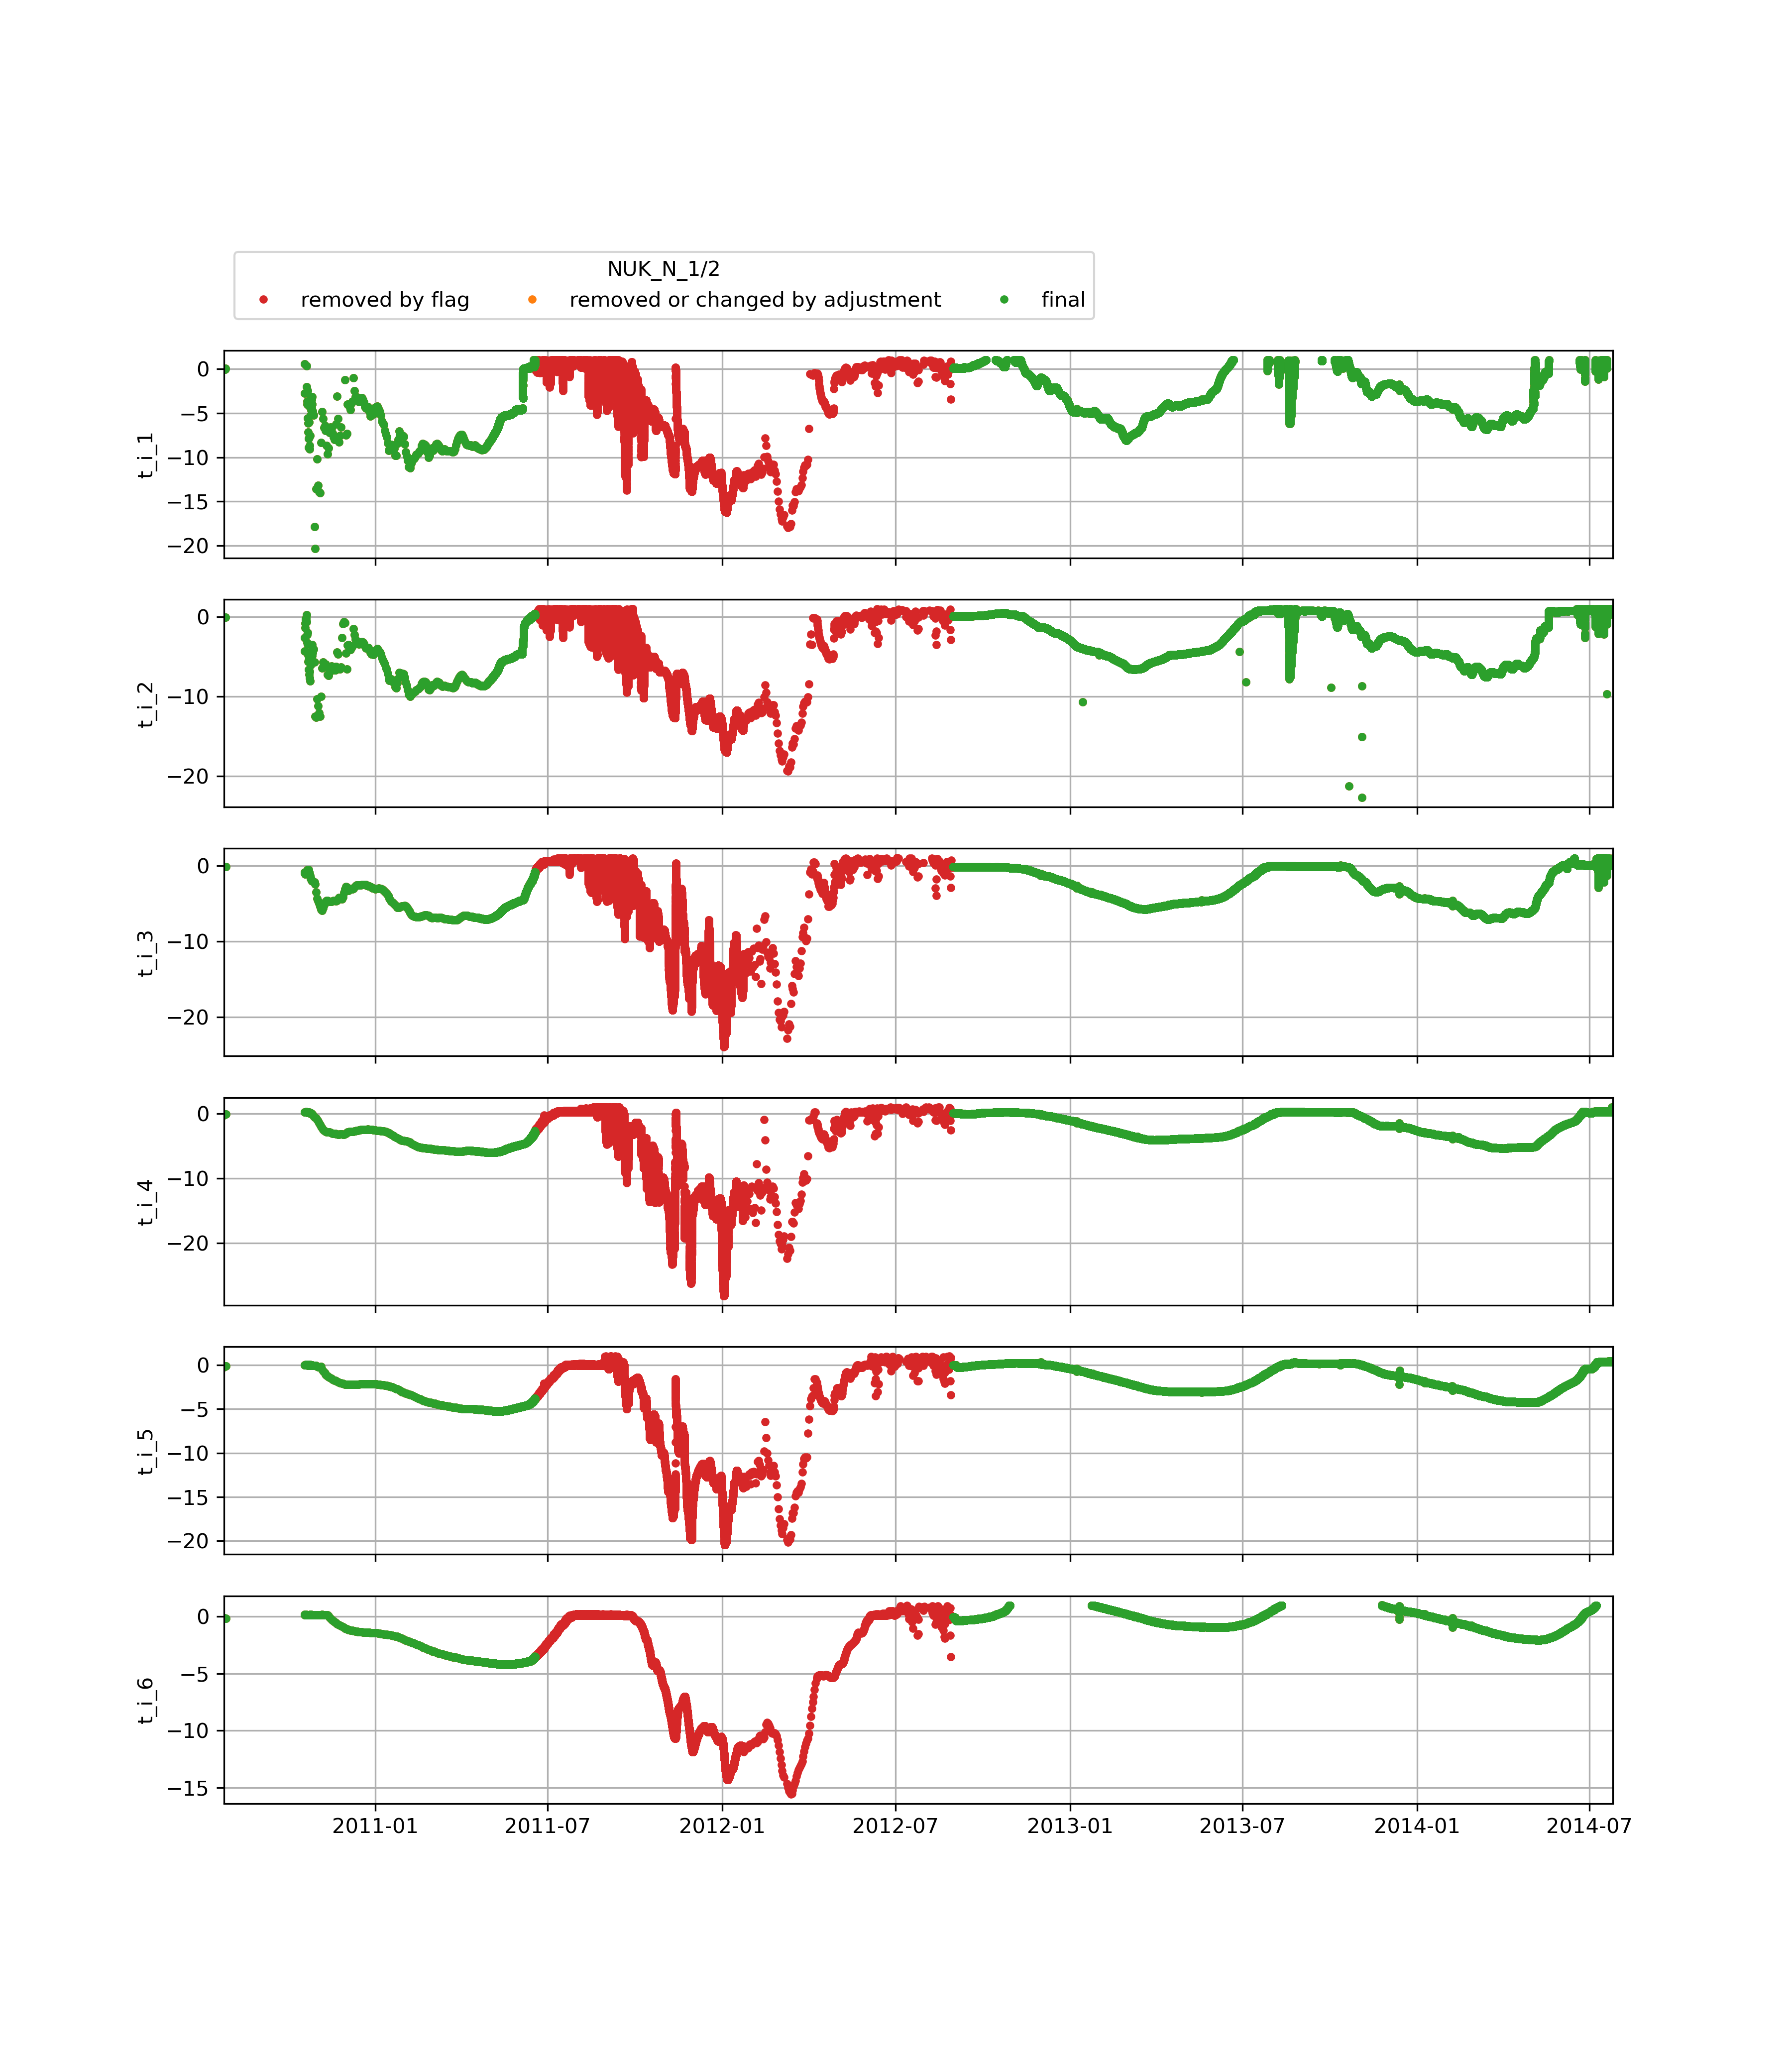 NUK_N_1/2
removed by flag removed or changed by adjustment final
0
−5
−10
−15
−20
t_i_1
0
−10
−20
t_i_2
0
−10
−20
t_i_3
0
−10
−20
t_i_4
0
−5
−10
−15
−20
t_i_5
0
−5
−10
−15
t_i_6
2011-01 2011-07 2012-01 2012-07 2013-01 2013-07 2014-01 2014-07